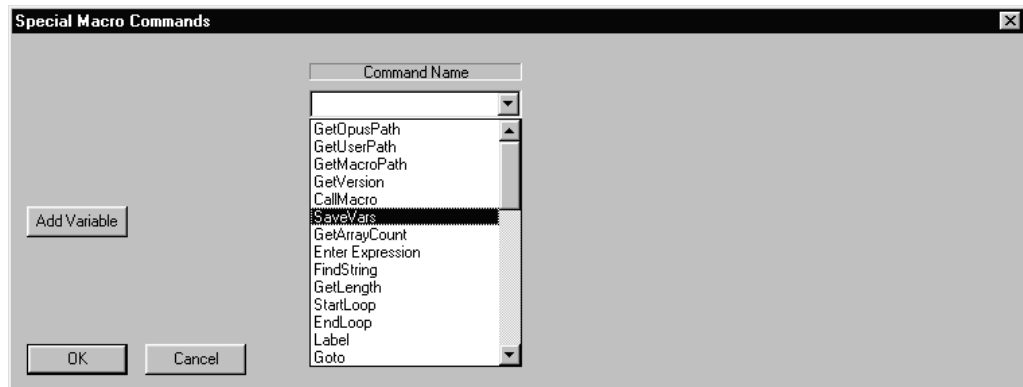 Special Macro Commands
Command Name
GetOpusPath
GetUserPath
GetMacroPath
GetVersion
CallMacro
SaveVars
GetArrayCount
Enter Expression
FindString
GetLength
StartLoop
EndLoop
Label
Goto
Add Variable
OK Cancel